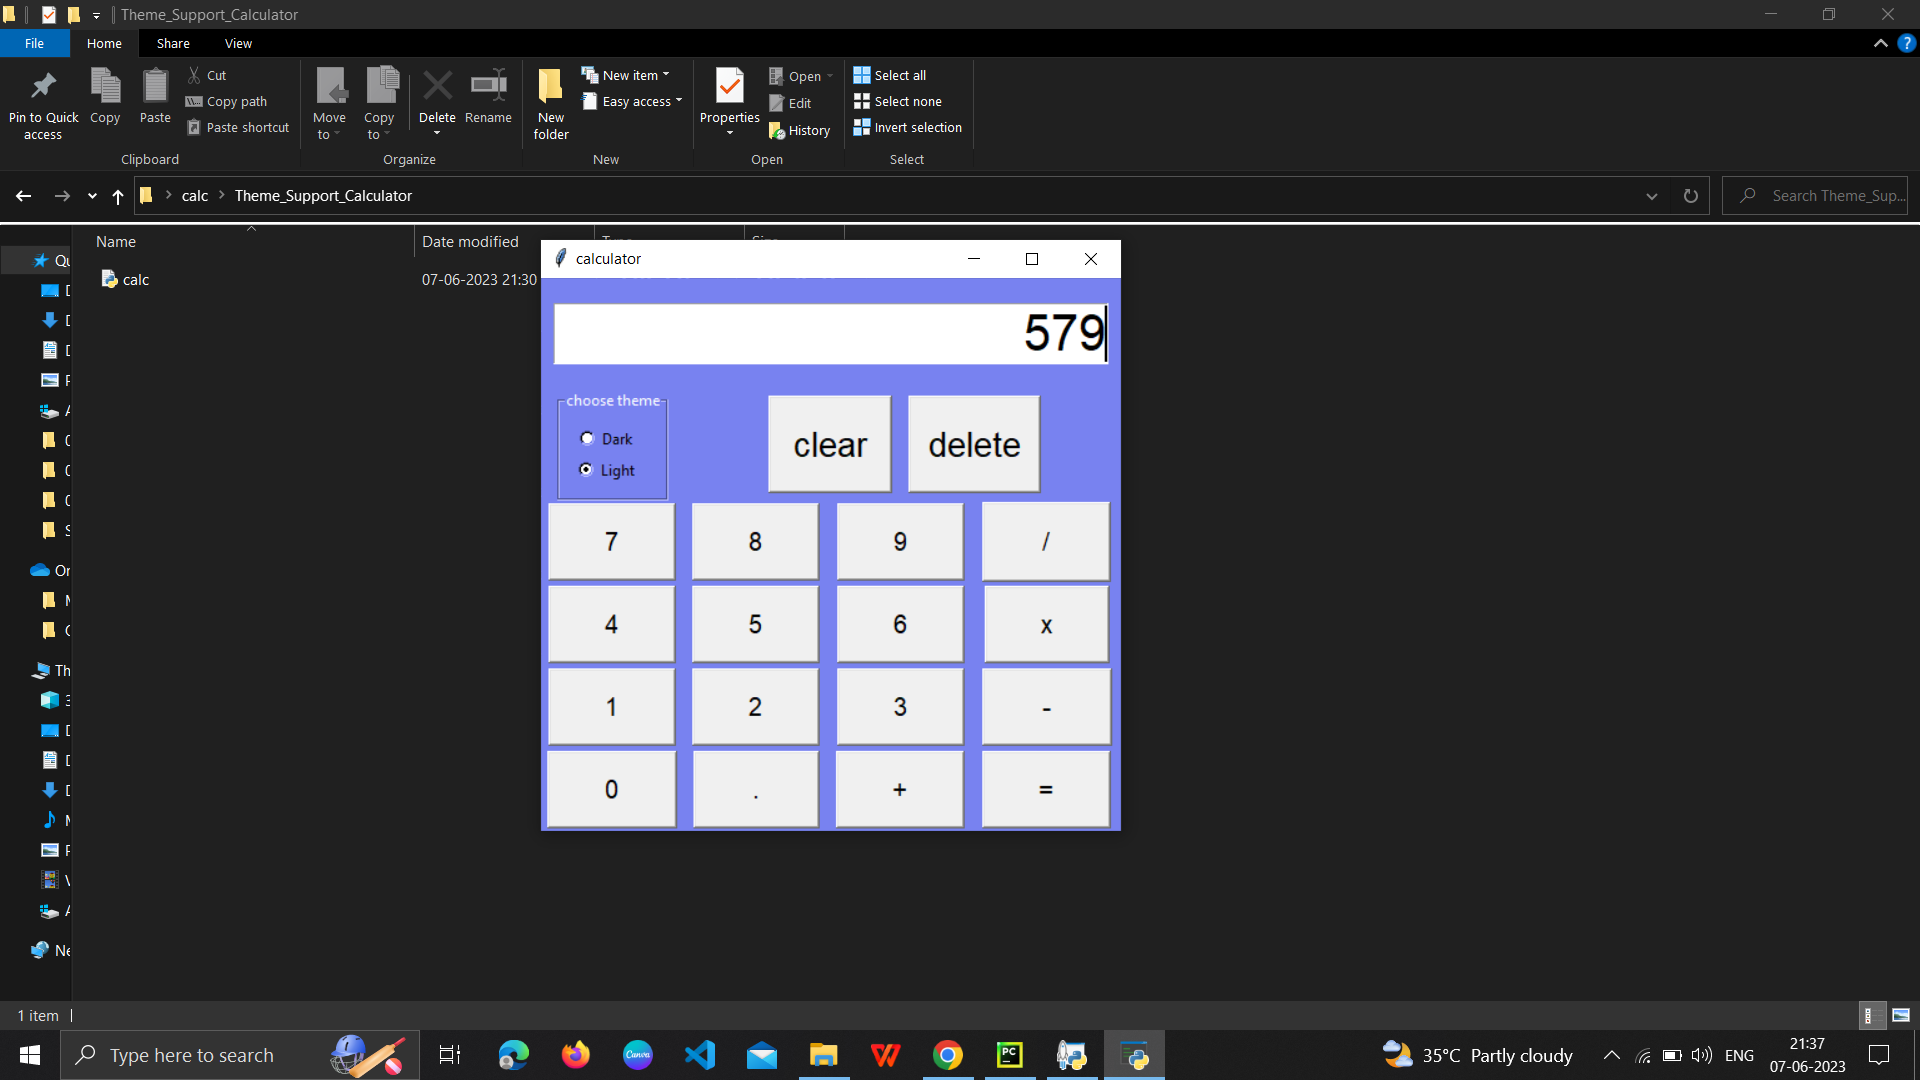 Theme_Support_Calculator
File Home Share View
Pin to Quick access
Copy
Paste
Cut
Copy path
Paste shortcut
Clipboard
Move to
Copy to
Delete
Rename
Organize
New folder
New item
Easy access
New
Properties
Open
Edit
History
Open
Select all
Select none
Invert selection
Select
calc Theme_Support_Calculator
Search Theme_Sup...
Name Date modified
calc 07-06-2023 21:30
calculator
579
choose theme
Dark
Light
clear delete
7 8 9 /
4 5 6 x
1 2 3 -
0 . + =
1 item
Type here to search
Canva
PC
35°C Partly cloudy
ENG
21:37
07-06-2023